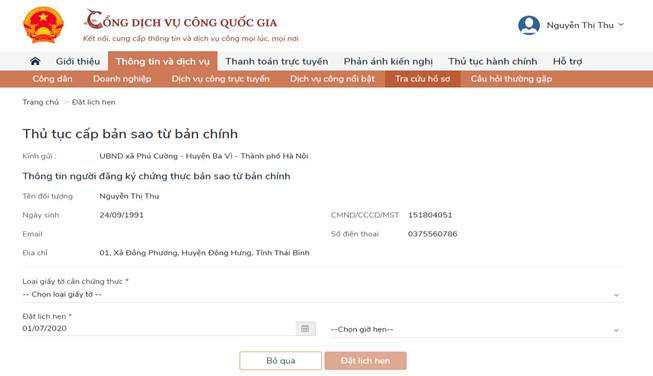 CỔNG DỊCH VỤ CÔNG QUỐC GIA
Kết nối, cung cấp thông tin và dịch vụ công mọi lúc, mọi nơi
Nguyễn Thị Thu
Giới thiệu Thông tin và dịch vụ Thanh toán trực tuyến Phản ánh kiến nghị Thủ tục hành chính Hỗ trợ
Công dân Doanh nghiệp Dịch vụ công trực tuyến Dịch vụ công nổi bật Tra cứu hồ sơ Câu hỏi thường gặp
Trang chủ > Đặt lịch hẹn
Thủ tục cấp bản sao từ bản chính
Kính gửi : UBND xã Phú Cường - Huyện Ba Vì - Thành phố Hà Nội
Thông tin người đăng ký chứng thực bản sao từ bản chính
Tên đối tượng Nguyễn Thị Thu
Ngày sinh 24/09/1991 CMND/CCCD/MST 151804051
Email Số điện thoại 0375560786
Địa chỉ 01, Xã Đông Phương, Huyện Đông Hưng, Tỉnh Thái Bình
Loại giấy tờ cần chứng thực *
-- Chọn loại giấy tờ --
Đặt lịch hẹn *
01/07/2020 --Chọn giờ hẹn--
Bỏ qua Đặt lịch hẹn